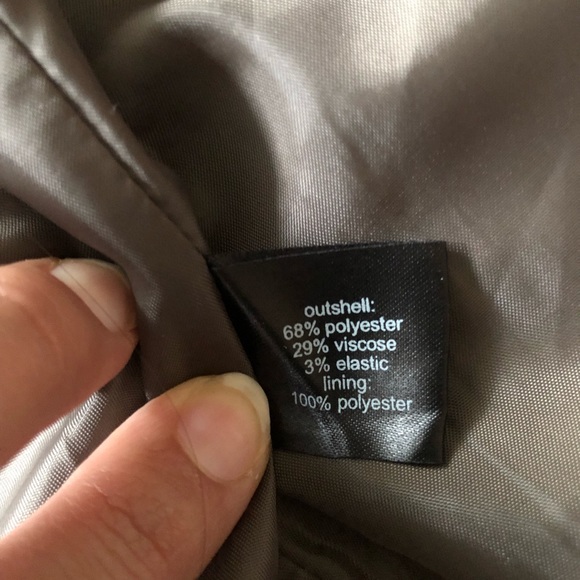 outshell:
68% polyester
29% viscose
3% elastic
lining:
100% polyester